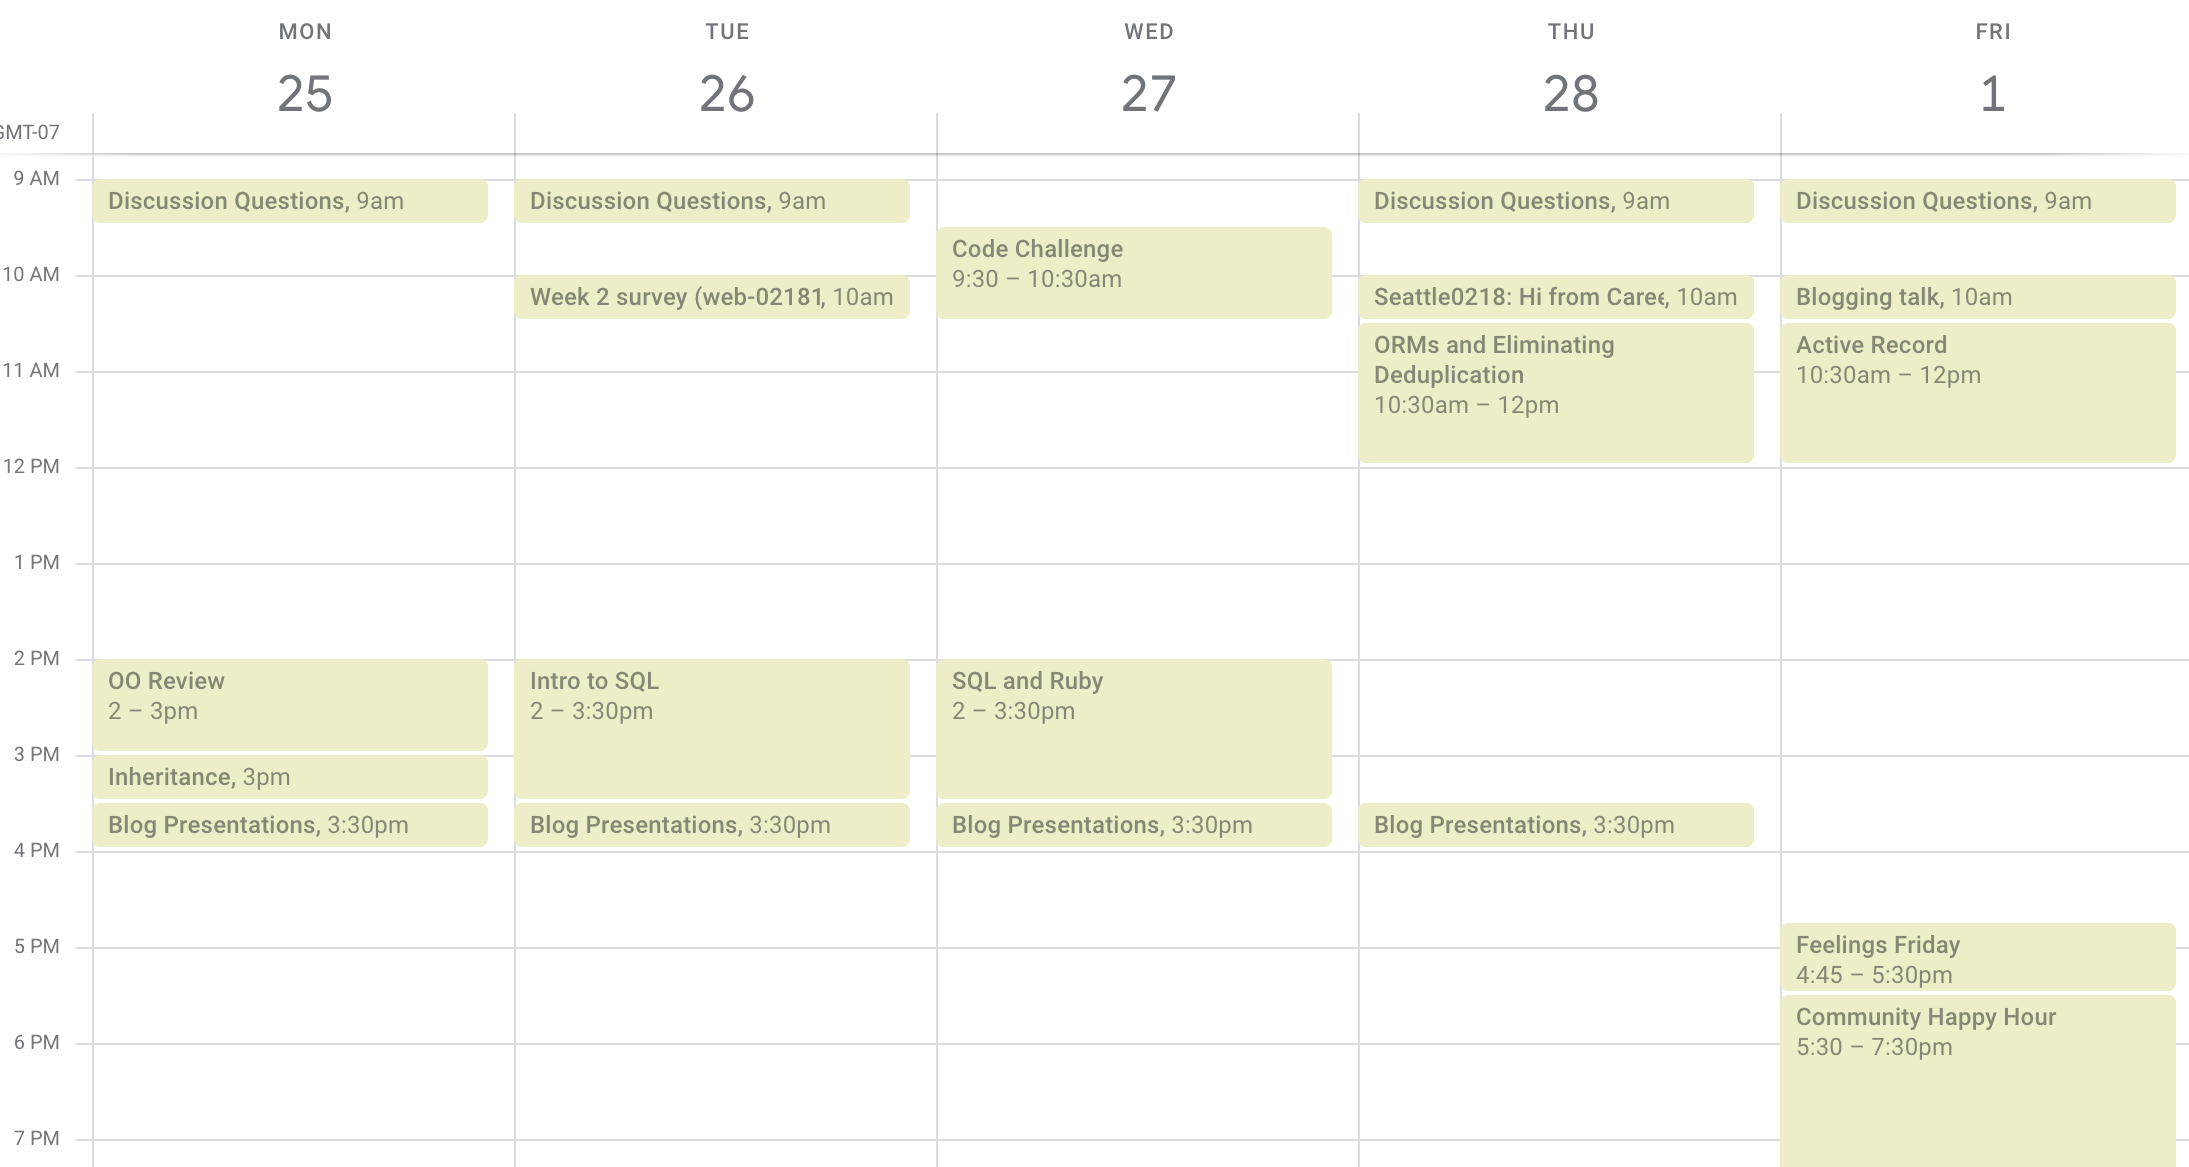 MON
TUE
WED
THU
FRI
25
26
27
28
1
GMT-07
9 AM
10 AM
11 AM
12 PM
1 PM
2 PM
3 PM
4 PM
5 PM
6 PM
7 PM
Discussion Questions, 9am
OO Review
2 – 3pm
Inheritance, 3pm
Blog Presentations, 3:30pm
Discussion Questions, 9am
Week 2 survey (web-02181, 10am
Intro to SQL
2 – 3:30pm
Blog Presentations, 3:30pm
Code Challenge
9:30 – 10:30am
SQL and Ruby
2 – 3:30pm
Blog Presentations, 3:30pm
Discussion Questions, 9am
Seattle0218: Hi from Caree, 10am
ORMs and Eliminating
Deduplication
10:30am – 12pm
Blog Presentations, 3:30pm
Discussion Questions, 9am
Blogging talk, 10am
Active Record
10:30am – 12pm
Feelings Friday
4:45 – 5:30pm
Community Happy Hour
5:30 – 7:30pm